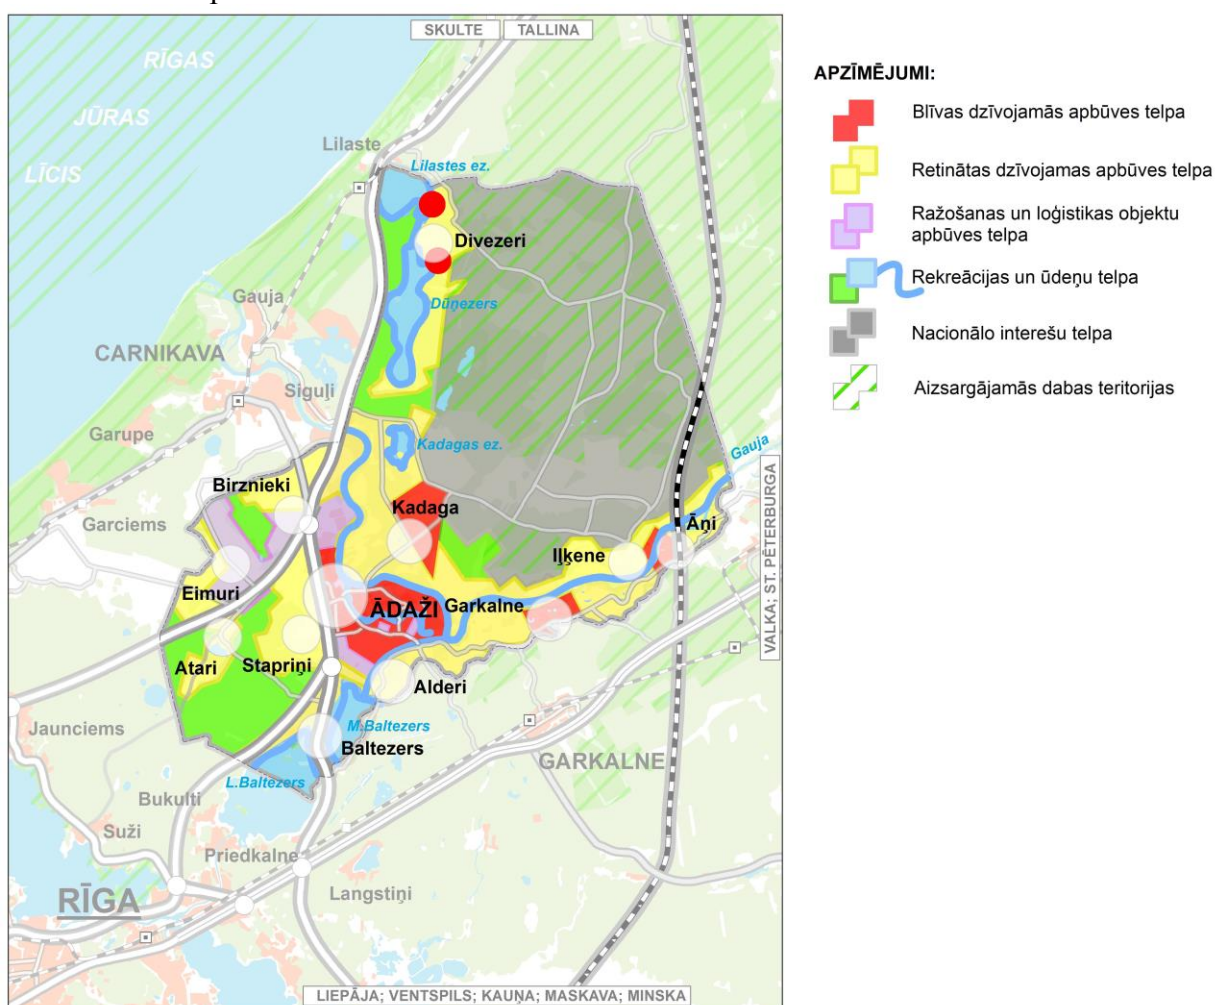 SKULTE TALLINA
RĪGAS
JŪRAS
LĪCIS
Lilaste
Lilastes ez.
Divezeri
Dūņezers
Gauja
CARNIKAVA
Siguļi
Garupe
Kadagas ez.
Gauja
Birznieki
Kadaga
Garciems
Āņi
Iļķene
Eimuri
ĀDAŽI
Garkalne
VALKA; ST. PĒTERBURGA
Atari
Stapriņi
Alderi
Jaunciems
M.Baltezers
Baltezers
GARKALNE
L.Baltezers
Bukulti
Suži
Priedkalne
RĪGA
Langstiņi
LIEPĀJA; VENTSPILS; KAUŅA; MASKAVA; MINSKA
APZĪMĒJUMI:
Blīvas dzīvojamās apbūves telpa
Retinātas dzīvojamas apbūves telpa
Ražošanas un loģistikas objektu
apbūves telpa
Rekreācijas un ūdeņu telpa
Nacionālo interešu telpa
Aizsargājamās dabas teritorijas